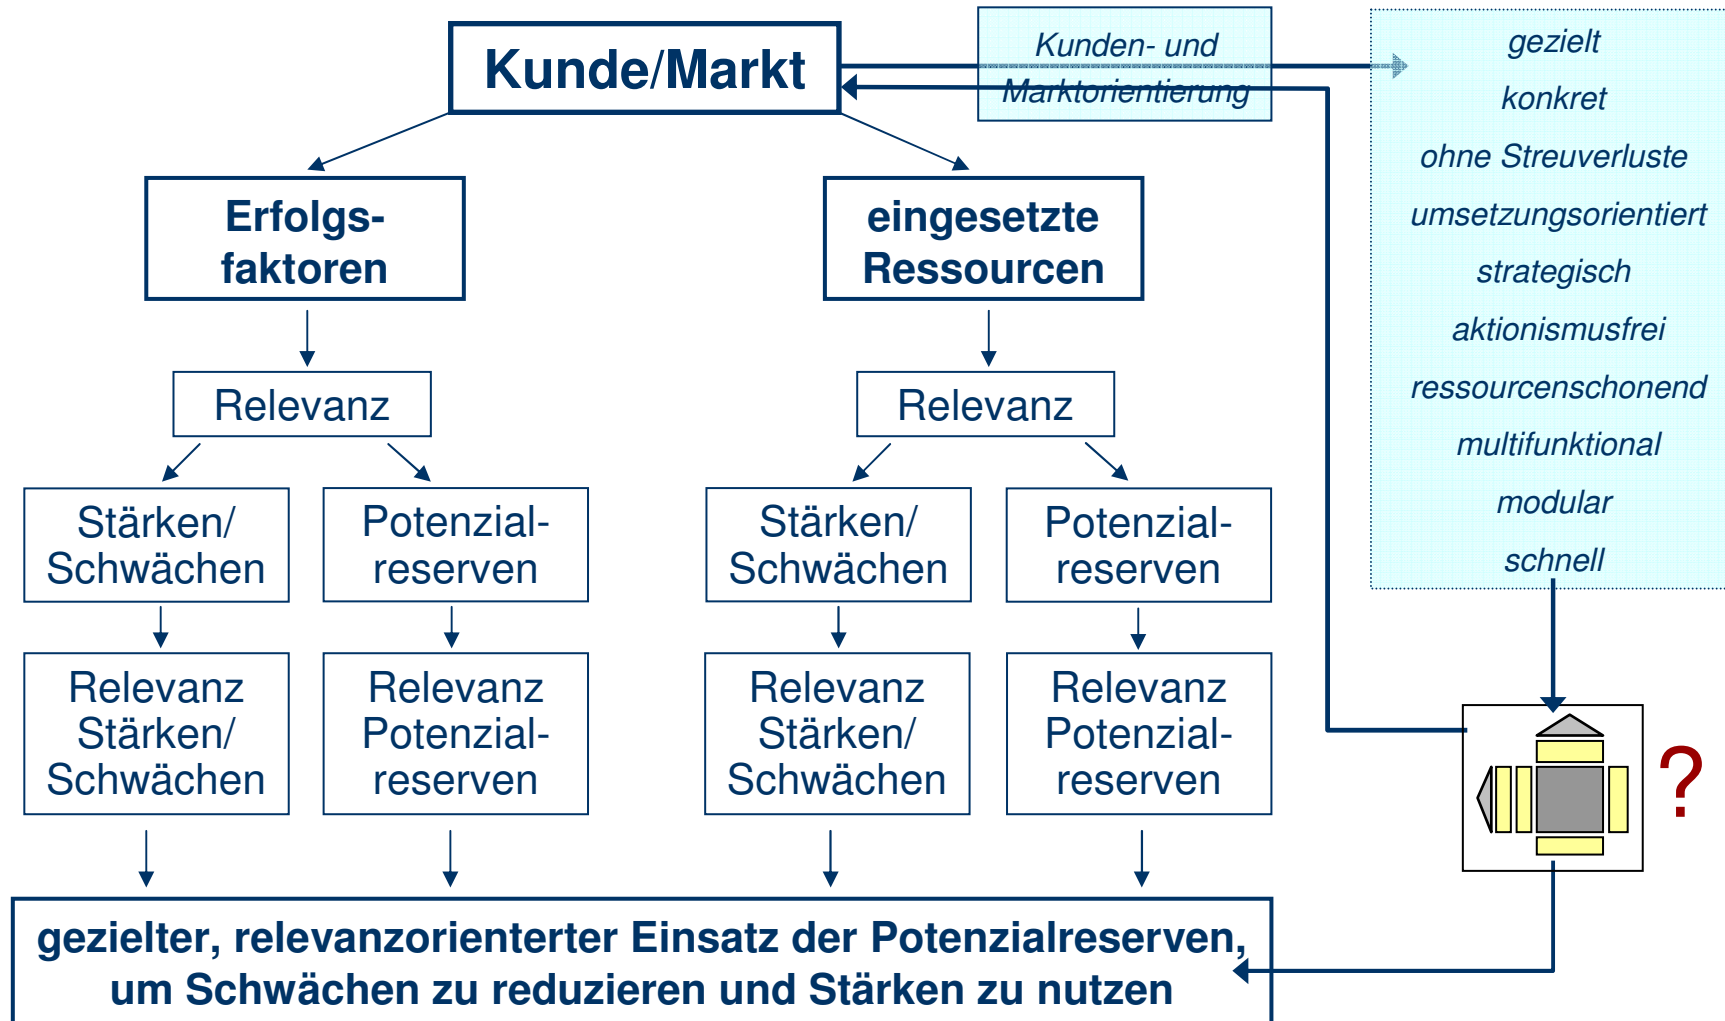 Kunde/Markt
Kunden- und
Marktorientierung
gezielt
konkret
ohne Streuverluste
umsetzungsorientiert
strategisch
aktionismusfrei
ressourcenschonend
multifunktional
modular
schnell
Erfolgs-
faktoren
eingesetzte
Ressourcen
Relevanz
Relevanz
Stärken/
Schwächen
Potenzial-
reserven
Stärken/
Schwächen
Potenzial-
reserven
Relevanz
Stärken/
Schwächen
Relevanz
Potenzial-
reserven
Relevanz
Stärken/
Schwächen
Relevanz
Potenzial-
reserven
?
gezielter, relevanzorienterter Einsatz der Potenzialreserven,
um Schwächen zu reduzieren und Stärken zu nutzen